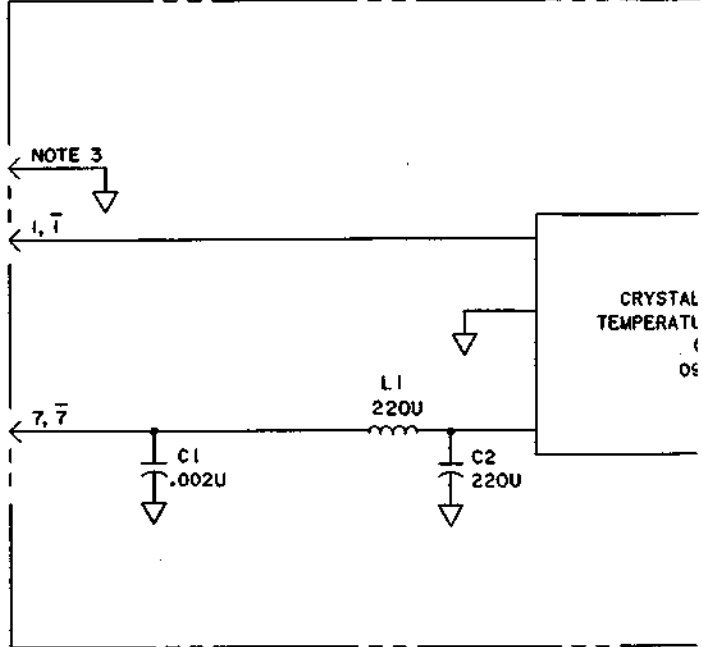 NOTE 3
1, 1̅
CRYSTAL
TEMPERATU
L1
220U
7, 7̅
C1
.002U
C2
220U